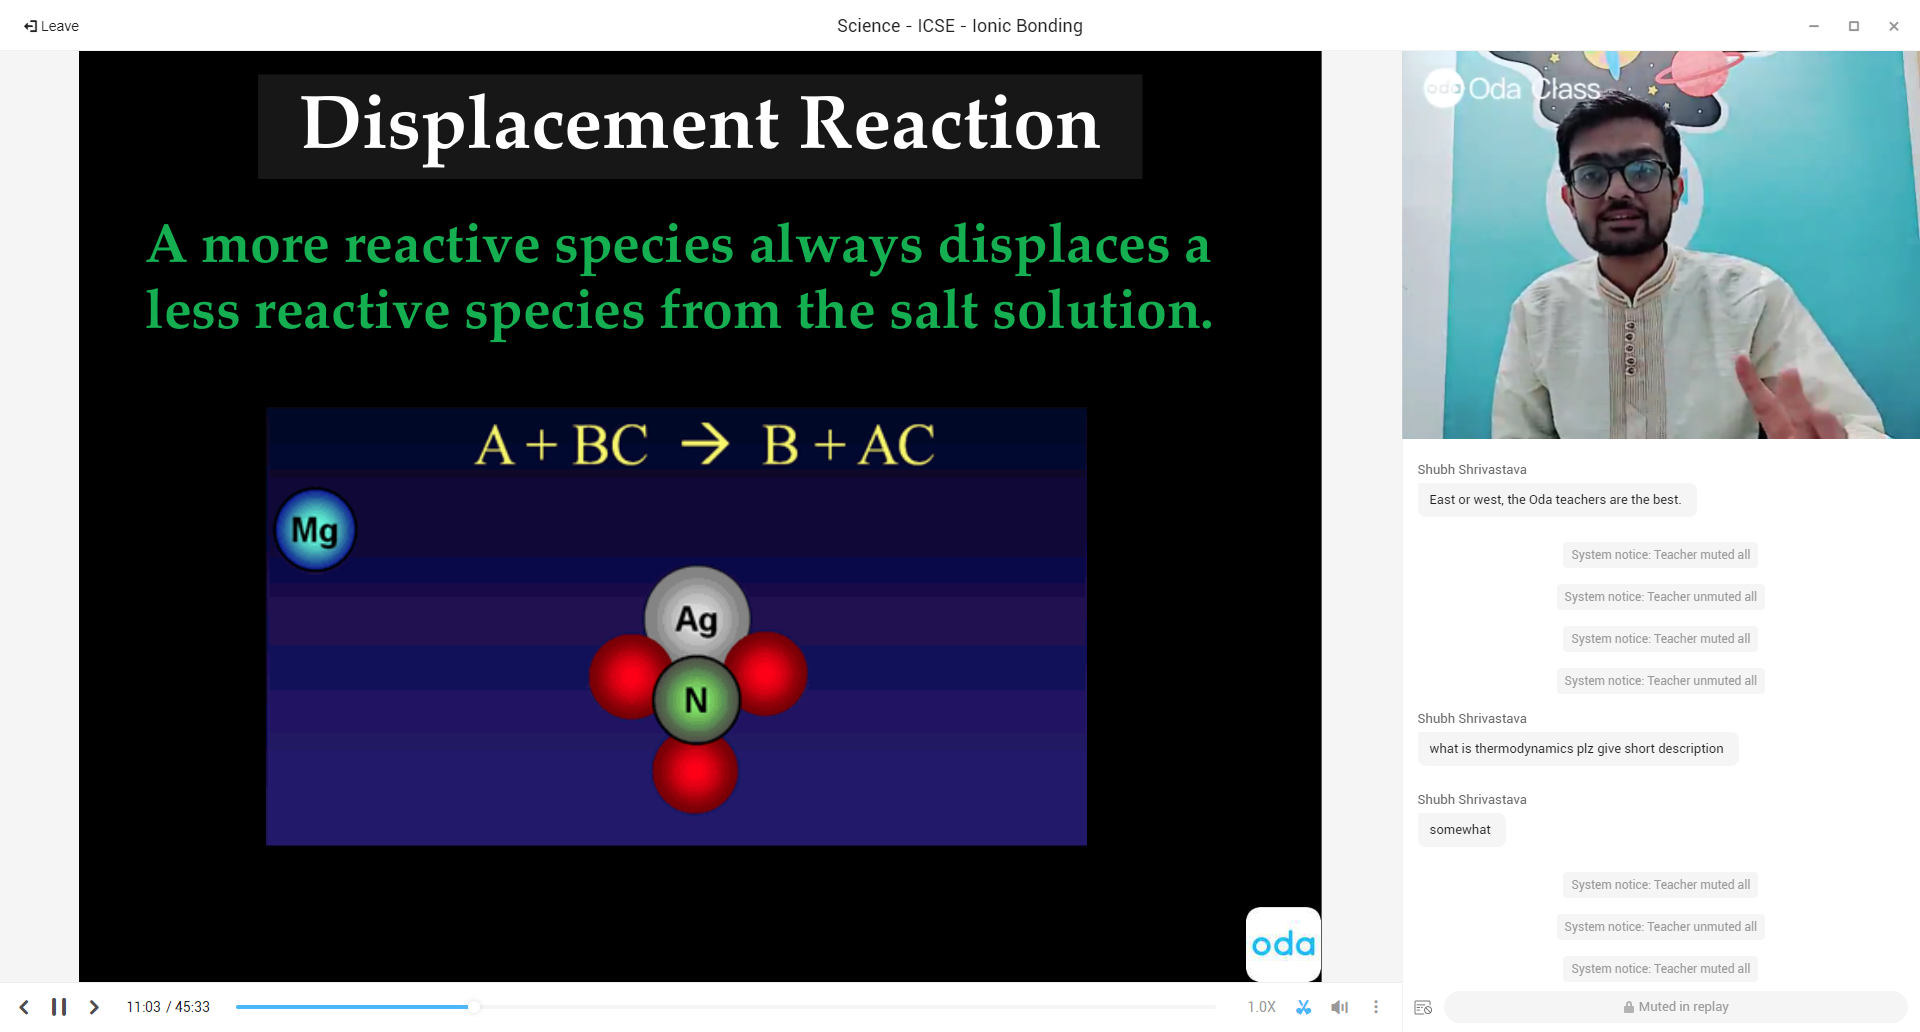 Leave
Science - ICSE - Ionic Bonding
Displacement Reaction
A more reactive species always displaces a
less reactive species from the salt solution.
A + BC → B + AC
Mg
Ag
N
oda
11:03 / 45:33
1.0X
oda Oda Class
Shubh Shrivastava
East or west, the Oda teachers are the best.
System notice: Teacher muted all
System notice: Teacher unmuted all
System notice: Teacher muted all
System notice: Teacher unmuted all
Shubh Shrivastava
what is thermodynamics plz give short description
Shubh Shrivastava
somewhat
System notice: Teacher muted all
System notice: Teacher unmuted all
System notice: Teacher muted all
Muted in replay